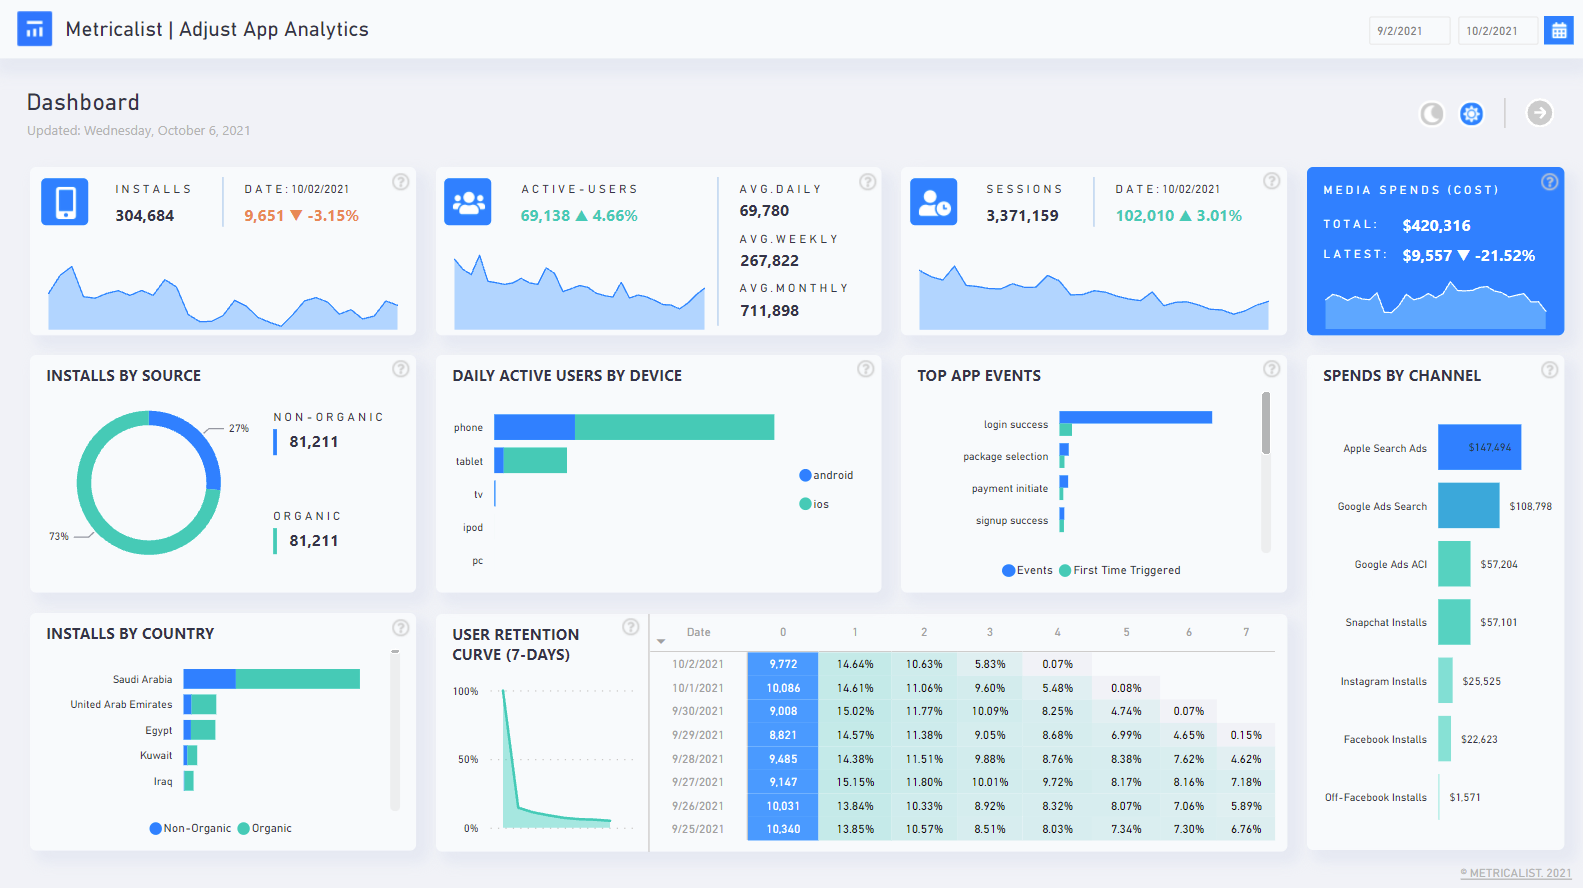 Metricalist | Adjust App Analytics
9/2/2021
10/2/2021
Dashboard
Updated: Wednesday, October 6, 2021
INSTALLS
304,684
DATE: 10/02/2021
9,651 ▼ -3.15%
ACTIVE-USERS
69,138 ▲ 4.66%
AVG.DAILY
69,780
AVG.WEEKLY
267,822
AVG.MONTHLY
711,898
SESSIONS
3,371,159
DATE: 10/02/2021
102,010 ▲ 3.01%
MEDIA SPENDS (COST)
TOTAL: $420,316
LATEST: $9,557 ▼ -21.52%
INSTALLS BY SOURCE
27%
73%
NON-ORGANIC
81,211
ORGANIC
81,211
DAILY ACTIVE USERS BY DEVICE
phone
tablet
tv
ipod
pc
android
ios
TOP APP EVENTS
login success
package selection
payment initiate
signup success
Events First Time Triggered
SPENDS BY CHANNEL
Apple Search Ads $147,494
Google Ads Search $108,798
Google Ads ACI $57,204
Snapchat Installs $57,101
Instagram Installs $25,525
Facebook Installs $22,623
Off-Facebook Installs $1,571
INSTALLS BY COUNTRY
Saudi Arabia
United Arab Emirates
Egypt
Kuwait
Iraq
Non-Organic Organic
USER RETENTION
CURVE (7-DAYS)
100%
50%
0%
Date 0 1 2 3 4 5 6 7
10/2/2021 9,772 14.64% 10.63% 5.83% 0.07%
10/1/2021 10,086 14.61% 11.06% 9.60% 5.48% 0.08%
9/30/2021 9,008 15.02% 11.77% 10.09% 8.25% 4.74% 0.07%
9/29/2021 8,821 14.57% 11.38% 9.05% 8.68% 6.99% 4.65% 0.15%
9/28/2021 9,485 14.38% 11.51% 9.88% 8.76% 8.38% 7.62% 4.62%
9/27/2021 9,147 15.15% 11.80% 10.01% 9.72% 8.17% 8.16% 7.18%
9/26/2021 10,031 13.84% 10.33% 8.92% 8.32% 8.07% 7.06% 5.89%
9/25/2021 10,340 13.85% 10.57% 8.51% 8.03% 7.34% 7.30% 6.76%
© METRICALIST. 2021